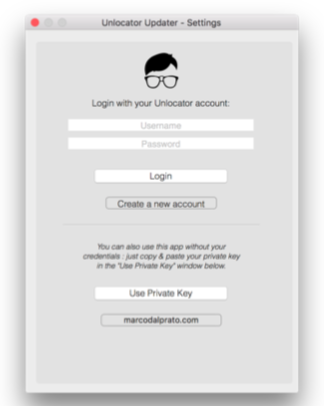 Unlocator Updater - Settings
Login with your Unlocator account:
Username
Password
Login
Create a new account
You can also use this app without your
credentials : just copy & paste your private key
in the "Use Private Key" window below.
Use Private Key
marcodalprato.com